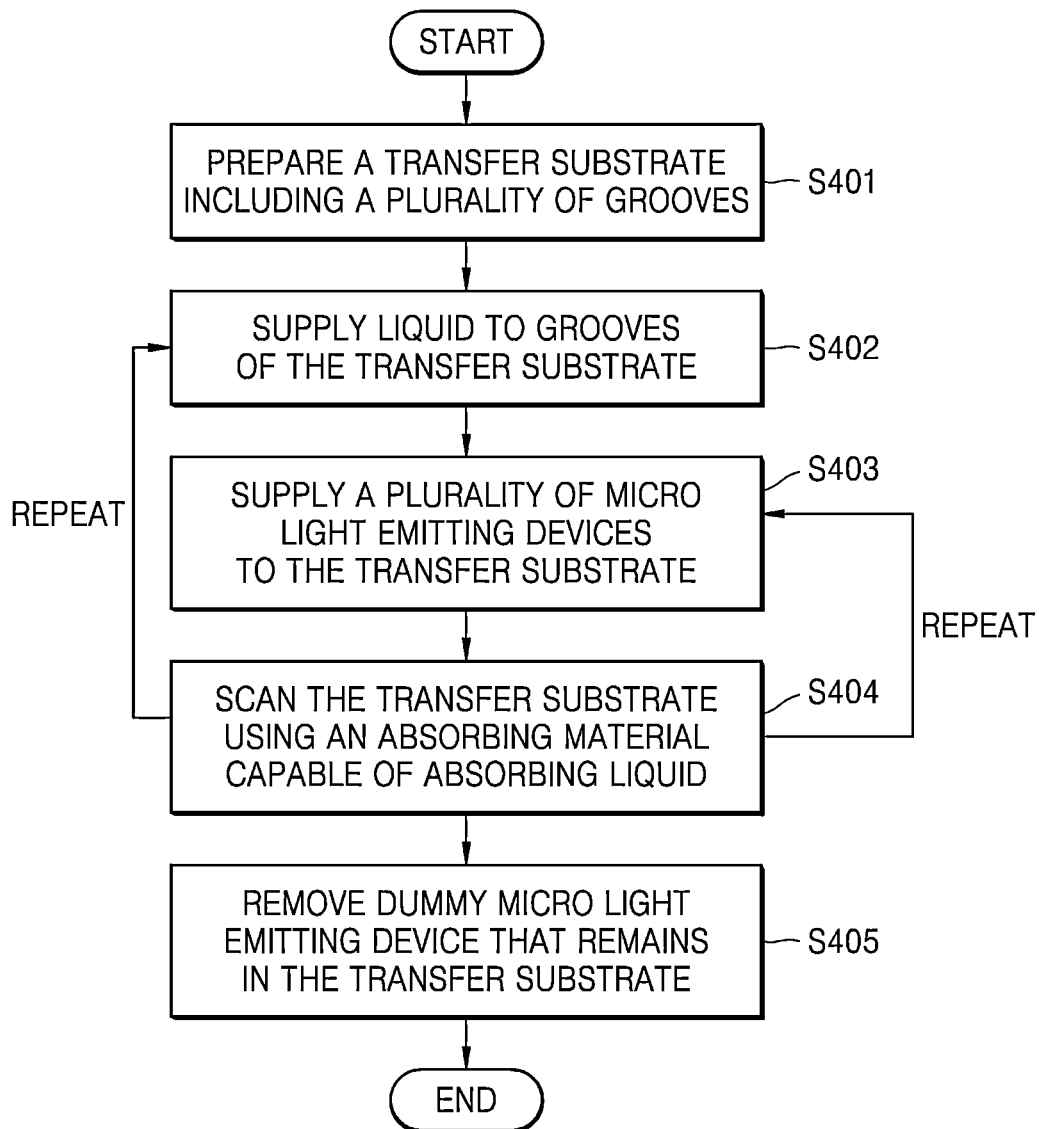 START
PREPARE A TRANSFER SUBSTRATE
INCLUDING A PLURALITY OF GROOVES
S401
SUPPLY LIQUID TO GROOVES
OF THE TRANSFER SUBSTRATE
S402
SUPPLY A PLURALITY OF MICRO
LIGHT EMITTING DEVICES
TO THE TRANSFER SUBSTRATE
S403
REPEAT
REPEAT
SCAN THE TRANSFER SUBSTRATE
USING AN ABSORBING MATERIAL
CAPABLE OF ABSORBING LIQUID
S404
REMOVE DUMMY MICRO LIGHT
EMITTING DEVICE THAT REMAINS
IN THE TRANSFER SUBSTRATE
S405
END